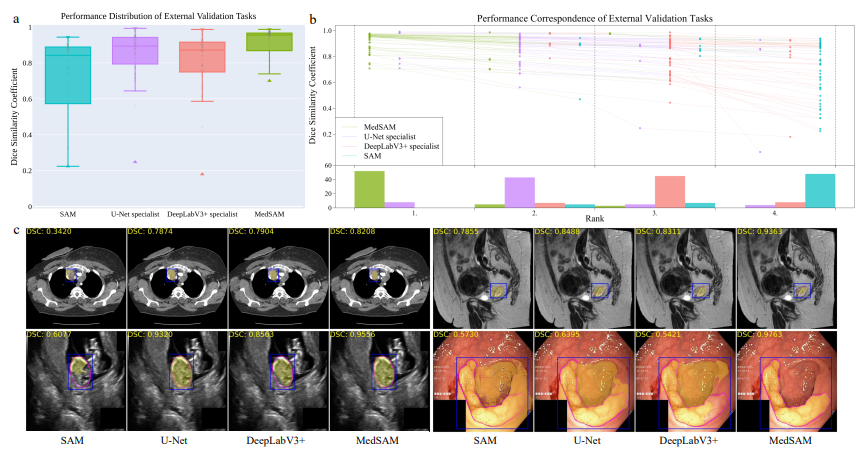 a
Performance Distribution of External Validation Tasks
Dice Similarity Coefficient
1
0.8
0.6
0.4
0.2
0
SAM
U-Net specialist
DeepLabV3+ specialist
MedSAM
b
Performance Correspondence of External Validation Tasks
Dice Similarity Coefficient
1.0
0.8
0.6
0.4
0.2
MedSAM
U-Net specialist
DeepLabV3+ specialist
SAM
60
40
20
0
1.
2.
3.
4.
Rank
c
DSC: 0.3420
DSC: 0.7874
DSC: 0.7904
DSC: 0.8208
DSC: 0.7855
DSC: 0.8488
DSC: 0.8311
DSC: 0.9363
DSC: 0.6077
DSC: 0.9320
DSC: 0.8563
DSC: 0.9556
DSC: 0.5730
DSC: 0.6395
DSC: 0.5421
DSC: 0.9763
SAM
U-Net
DeepLabV3+
MedSAM
SAM
U-Net
DeepLabV3+
MedSAM